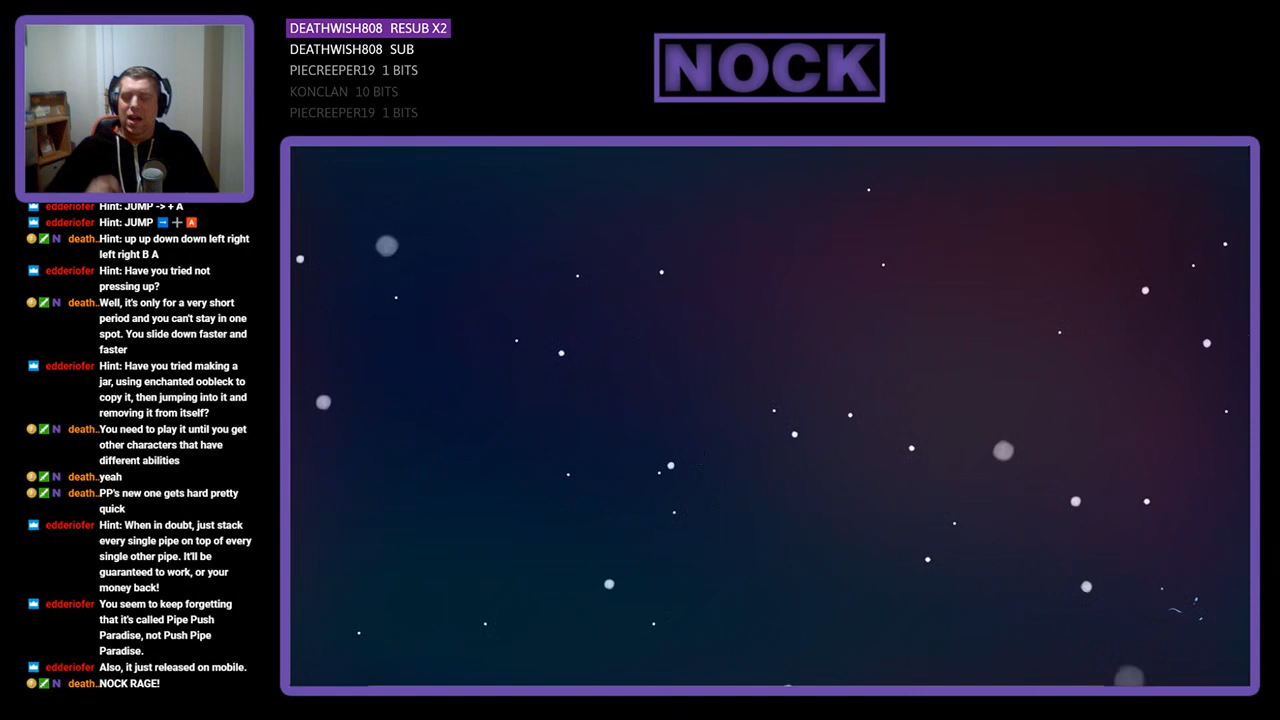 DEATHWISH808 RESUB X2
DEATHWISH808 SUB
PIECREEPER19 1 BITS
KONCLAN 10 BITS
PIECREEPER19 1 BITS
NOCK
edderiofer Hint: JUMP -> + A
edderiofer Hint: JUMP ➡ ➕ A
N death.. Hint: up up down down left right
left right B A
edderiofer Hint: Have you tried not
pressing up?
N death.. Well, it's only for a very short
period and you can't stay in one
spot. You slide down faster and
faster
edderiofer Hint: Have you tried making a
jar, using enchanted oobleck to
copy it, then jumping into it and
removing it from itself?
N death.. You need to play it until you get
other characters that have
different abilities
N death.. yeah
N death.. PP's new one gets hard pretty
quick
edderiofer Hint: When in doubt, just stack
every single pipe on top of every
single other pipe. It'll be
guaranteed to work, or your
money back!
edderiofer You seem to keep forgetting
that it's called Pipe Push
Paradise, not Push Pipe
Paradise.
edderiofer Also, it just released on mobile.
N death.. NOCK RAGE!